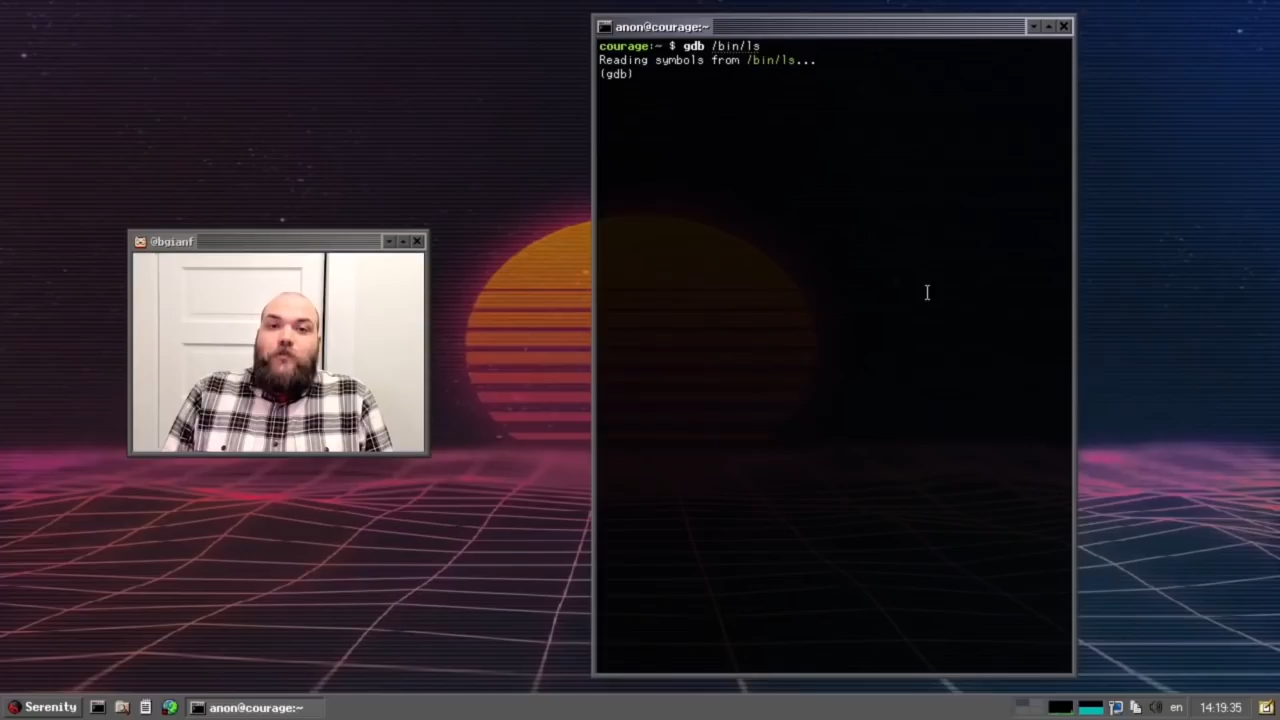 anon@courage:~
courage:~ $ gdb /bin/ls
Reading symbols from /bin/ls...
(gdb)
@bgianf
Serenity
anon@courage:~
en
14:19:35